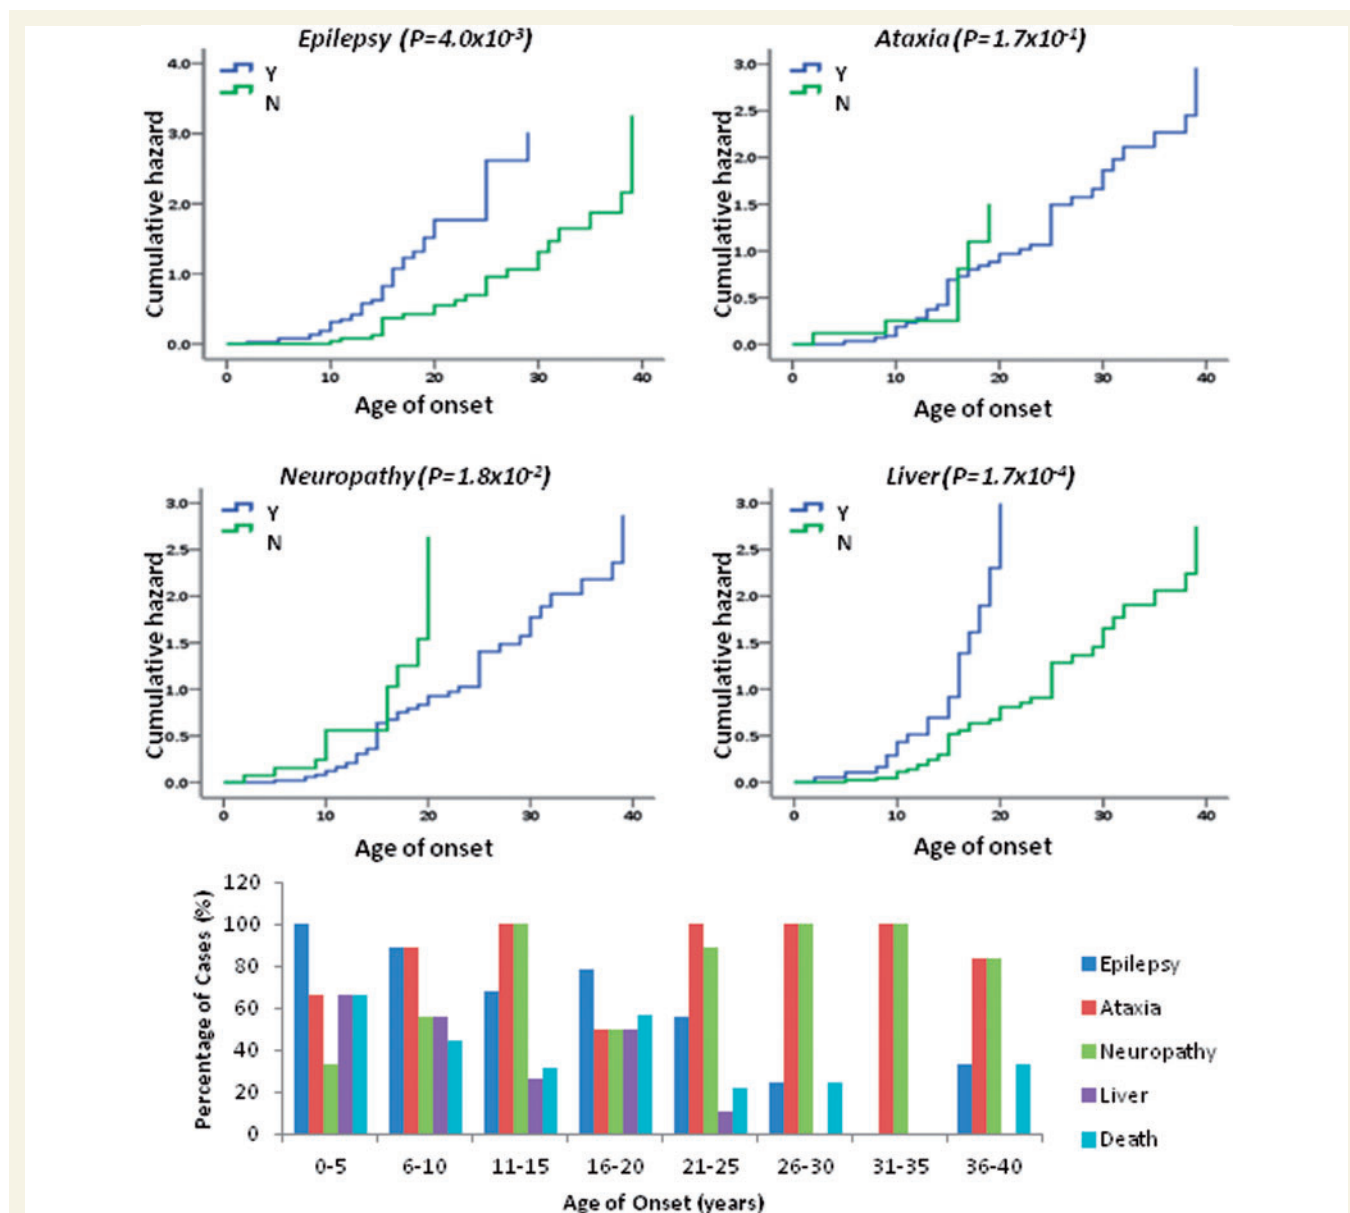 Epilepsy (P=4.0x10⁻³)
4.0
3.0
2.0
1.0
0.0
Cumulative hazard
Y
N
0 10 20 30 40
Age of onset
Ataxia (P=1.7x10⁻¹)
3.0
2.5
2.0
1.5
1.0
0.5
0.0
Cumulative hazard
Y
N
0 10 20 30 40
Age of onset
Neuropathy (P=1.8x10⁻²)
3.0
2.5
2.0
1.5
1.0
0.5
0.0
Cumulative hazard
Y
N
0 10 20 30 40
Age of onset
Liver (P=1.7x10⁻⁴)
3.0
2.5
2.0
1.5
1.0
0.5
0.0
Cumulative hazard
Y
N
0 10 20 30 40
Age of onset
120
100
80
60
40
20
0
Percentage of Cases (%)
0-5 6-10 11-15 16-20 21-25 26-30 31-35 36-40
Age of Onset (years)
Epilepsy
Ataxia
Neuropathy
Liver
Death